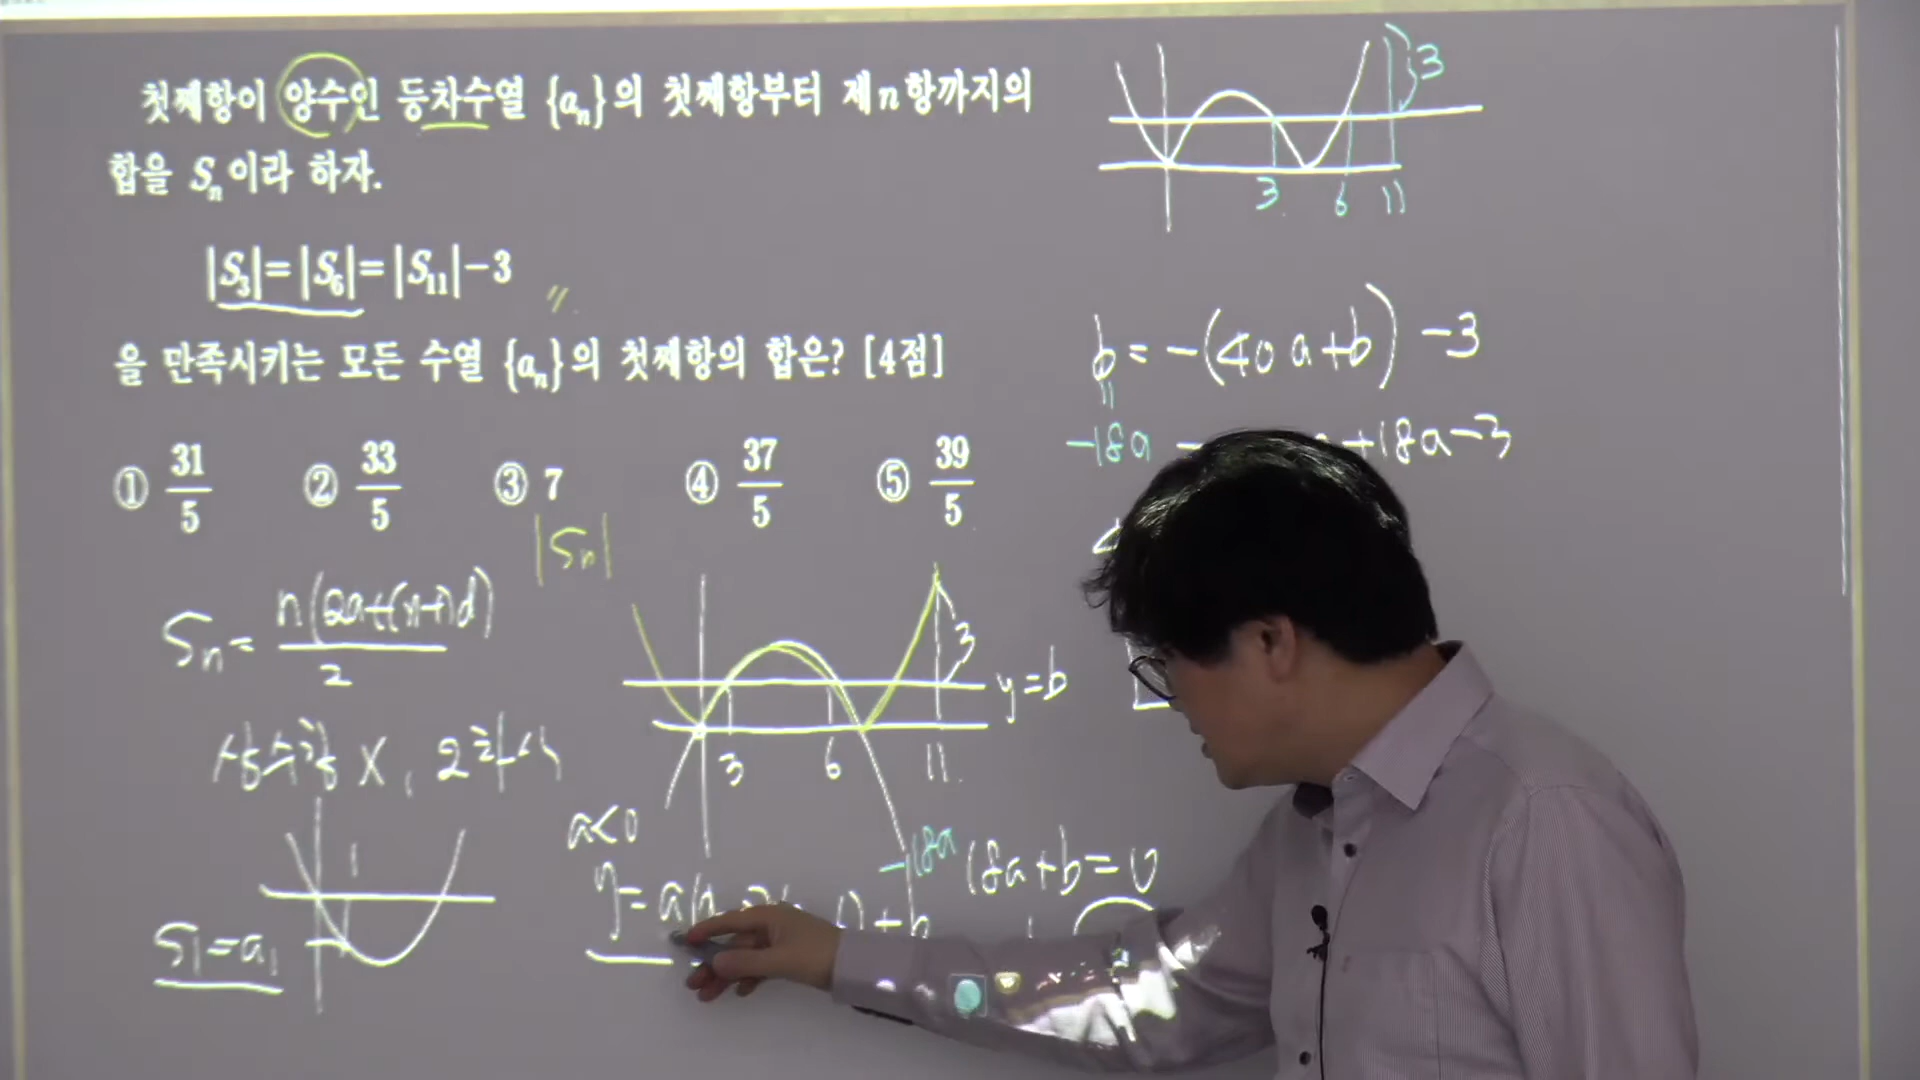 첫째항이 양수인 등차수열 {aₙ}의 첫째항부터 제n항까지의
합을 Sₙ이라 하자.
|S₃|=|S₆|=|S₁₁|-3
을 만족시키는 모든 수열 {aₙ}의 첫째항의 합은? [4점]
① 31/5 ② 33/5 ③ 7 ④ 37/5 ⑤ 39/5
|Sₙ|
Sₙ= n(2a+(n-1)d)/2
상수항 X, 2차식
1
S₁=a₁
3
y=b
3 6 11
a<0
-18a 18a+b=0
3
3 6 11
b=-(40a+b)-3
-18a
+18a-3